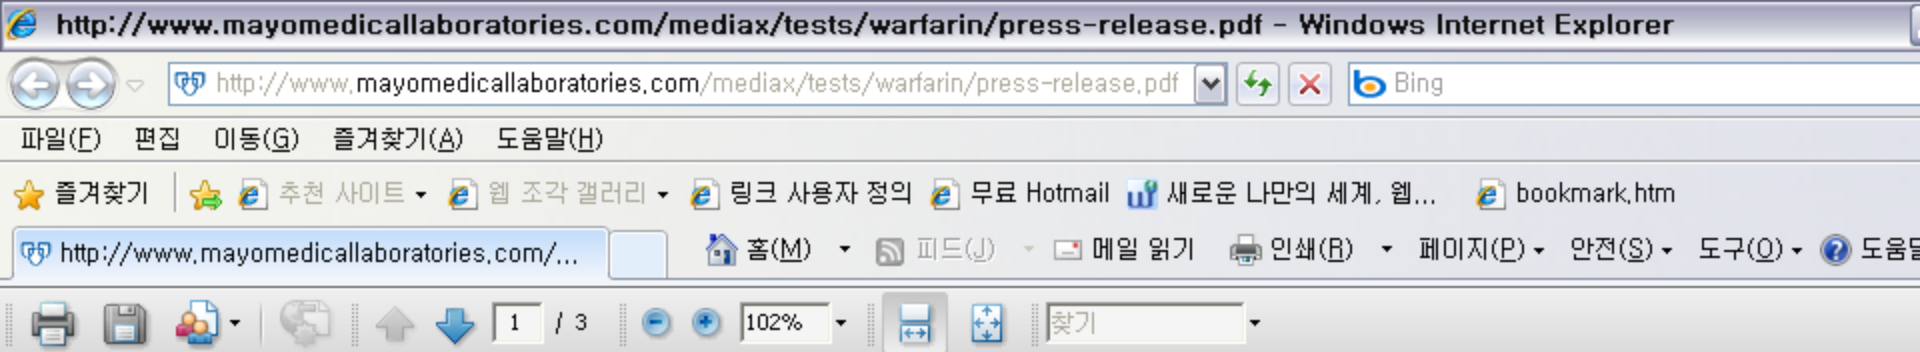 http://www.mayomedicallaboratories.com/mediax/tests/warfarin/press-release.pdf - Windows Internet Explorer
http://www.mayomedicallaboratories.com/mediax/tests/warfarin/press-release.pdf Bing
파일(F) 편집 이동(G) 즐겨찾기(A) 도움말(H)
즐겨찾기 추천 사이트 웹 조각 갤러리 링크 사용자 정의 무료 Hotmail 새로운 나만의 세계, 웹... bookmark.htm
http://www.mayomedicallaboratories.com/... 홈(M) 피드(J) 메일 읽기 인쇄(R) 페이지(P) 안전(S) 도구(O) 도움말
1 / 3 102% 찾기